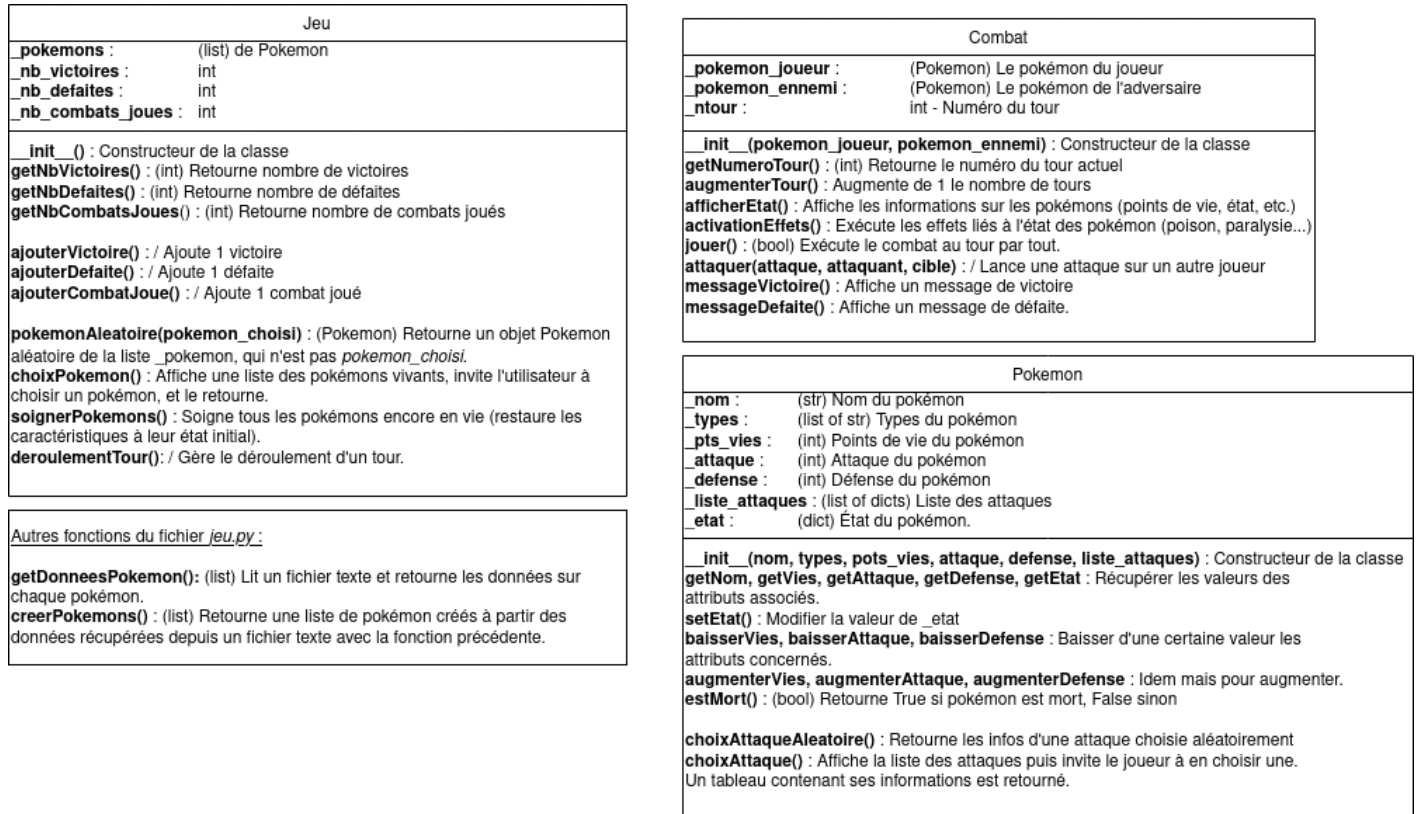 Jeu
_pokemons : (list) de Pokemon
_nb_victoires : int
_nb_defaites : int
_nb_combats_joues : int
__init__() : Constructeur de la classe
getNbVictoires() : (int) Retourne nombre de victoires
getNbDefaites() : (int) Retourne nombre de défaites
getNbCombatsJoues() : (int) Retourne nombre de combats joués
ajouterVictoire() : / Ajoute 1 victoire
ajouterDefaite() : / Ajoute 1 défaite
ajouterCombatJoue() : / Ajoute 1 combat joué
pokemonAleatoire(pokemon_choisi) : (Pokemon) Retourne un objet Pokemon
aléatoire de la liste _pokemon, qui n'est pas pokemon_choisi.
choixPokemon() : Affiche une liste des pokémons vivants, invite l'utilisateur à
choisir un pokémon, et le retourne.
soignerPokemons() : Soigne tous les pokémons encore en vie (restaure les
caractéristiques à leur état initial).
deroulementTour(): / Gère le déroulement d'un tour.
Autres fonctions du fichier jeu.py :
getDonneesPokemon(): (list) Lit un fichier texte et retourne les données sur
chaque pokémon.
creerPokemons() : (list) Retourne une liste de pokémon créés à partir des
données récupérées depuis un fichier texte avec la fonction précédente.
Combat
_pokemon_joueur : (Pokemon) Le pokémon du joueur
_pokemon_ennemi : (Pokemon) Le pokémon de l'adversaire
_ntour : int - Numéro du tour
__init__(pokemon_joueur, pokemon_ennemi) : Constructeur de la classe
getNumeroTour() : (int) Retourne le numéro du tour actuel
augmenterTour() : Augmente de 1 le nombre de tours
afficherEtat() : Affiche les informations sur les pokémons (points de vie, état, etc.)
activationEffets() : Exécute les effets liés à l'état des pokémon (poison, paralysie...)
jouer() : (bool) Exécute le combat au tour par tout.
attaquer(attaque, attaquant, cible) : / Lance une attaque sur un autre joueur
messageVictoire() : Affiche un message de victoire
messageDefaite() : Affiche un message de défaite.
Pokemon
_nom : (str) Nom du pokémon
_types : (list of str) Types du pokémon
_pts_vies : (int) Points de vie du pokémon
_attaque : (int) Attaque du pokémon
_defense : (int) Défense du pokémon
_liste_attaques : (list of dicts) Liste des attaques
_etat : (dict) État du pokémon.
__init__(nom, types, pots_vies, attaque, defense, liste_attaques) : Constructeur de la classe
getNom, getVies, getAttaque, getDefense, getEtat : Récupérer les valeurs des
attributs associés.
setEtat() : Modifier la valeur de _etat
baisserVies, baisserAttaque, baisserDefense : Baisser d'une certaine valeur les
attributs concernés.
augmenterVies, augmenterAttaque, augmenterDefense : Idem mais pour augmenter.
estMort() : (bool) Retourne True si pokémon est mort, False sinon
choixAttaqueAleatoire() : Retourne les infos d'une attaque choisie aléatoirement
choixAttaque() : Affiche la liste des attaques puis invite le joueur à en choisir une.
Un tableau contenant ses informations est retourné.